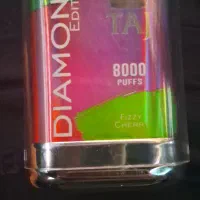 DIAMON
EDIT
TAJ
8000
PUFFS
FIZZY
CHERRY